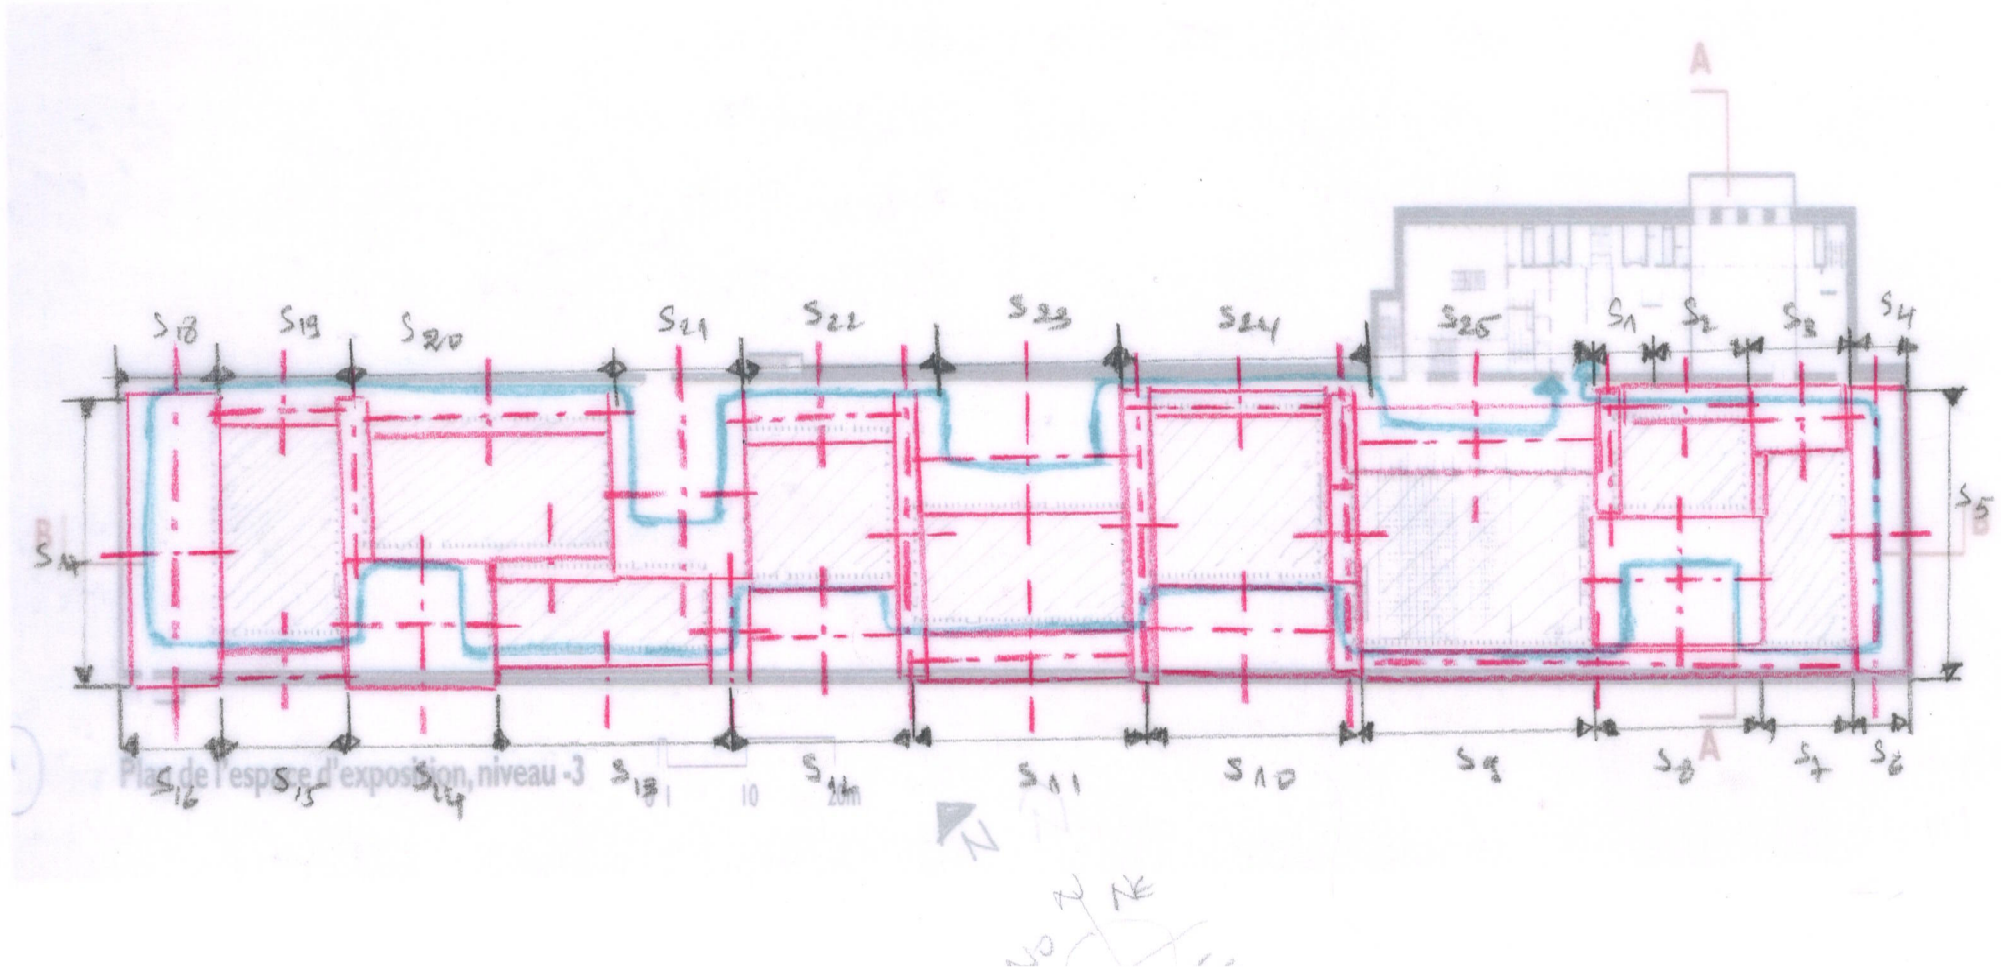 A
S18 S19 S20 S21 S22 S23 S24 S25 S1 S2 S3 S4
B S17 S5 B
A
S16 S15 S14 S13 S11 S10 S9 S8 S7 S6
Plan de l'espace d'exposition, niveau -3
0 1 10 20m
N
N NE
NO